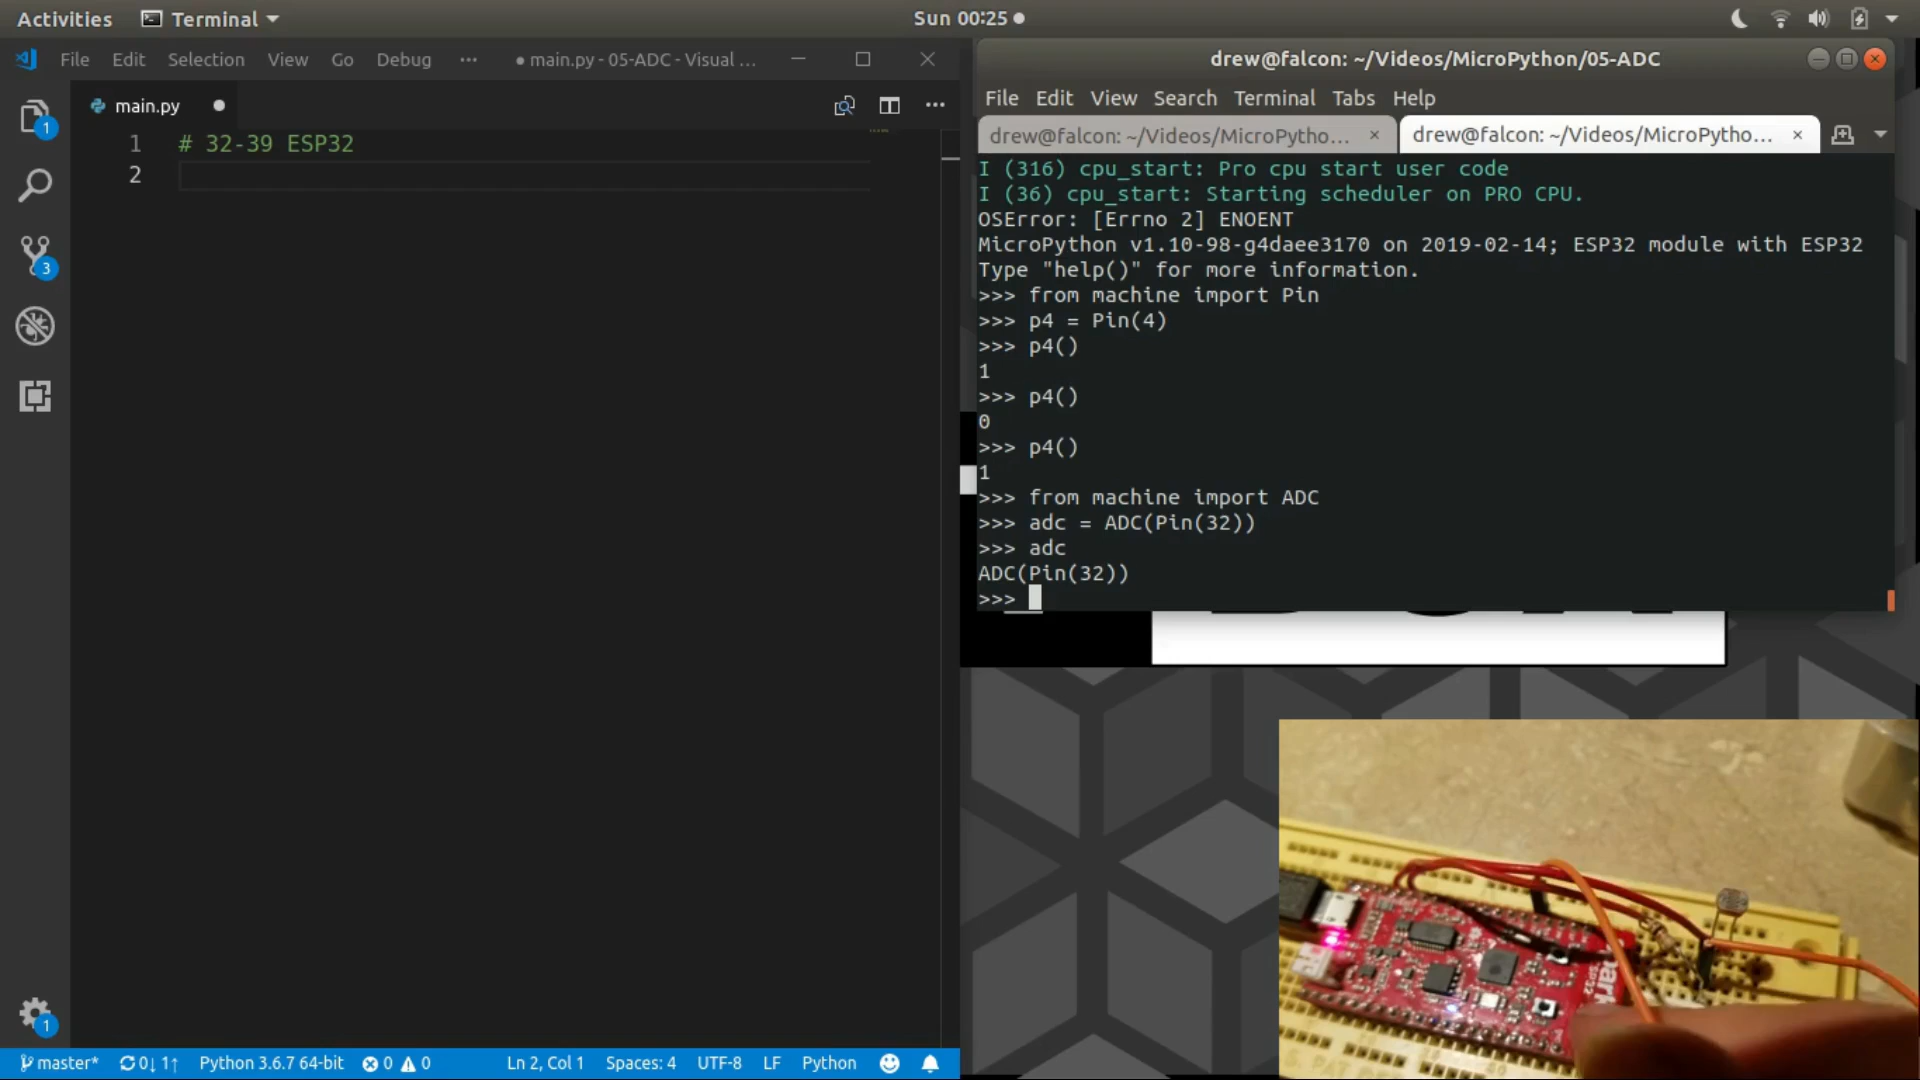 Activities
Terminal
Sun 00:25
File Edit Selection View Go Debug ···
● main.py - 05-ADC - Visual ...
drew@falcon: ~/Videos/MicroPython/05-ADC
File Edit View Search Terminal Tabs Help
drew@falcon: ~/Videos/MicroPytho... ×
drew@falcon: ~/Videos/MicroPytho... ×
main.py
1 # 32-39 ESP32
2
1
3
1
I (316) cpu_start: Pro cpu start user code
I (36) cpu_start: Starting scheduler on PRO CPU.
OSError: [Errno 2] ENOENT
MicroPython v1.10-98-g4daee3170 on 2019-02-14; ESP32 module with ESP32
Type "help()" for more information.
>>> from machine import Pin
>>> p4 = Pin(4)
>>> p4()
1
>>> p4()
0
>>> p4()
1
>>> from machine import ADC
>>> adc = ADC(Pin(32))
>>> adc
ADC(Pin(32))
>>>
master* 0↓ 1↑ Python 3.6.7 64-bit 0 0 Ln 2, Col 1 Spaces: 4 UTF-8 LF Python